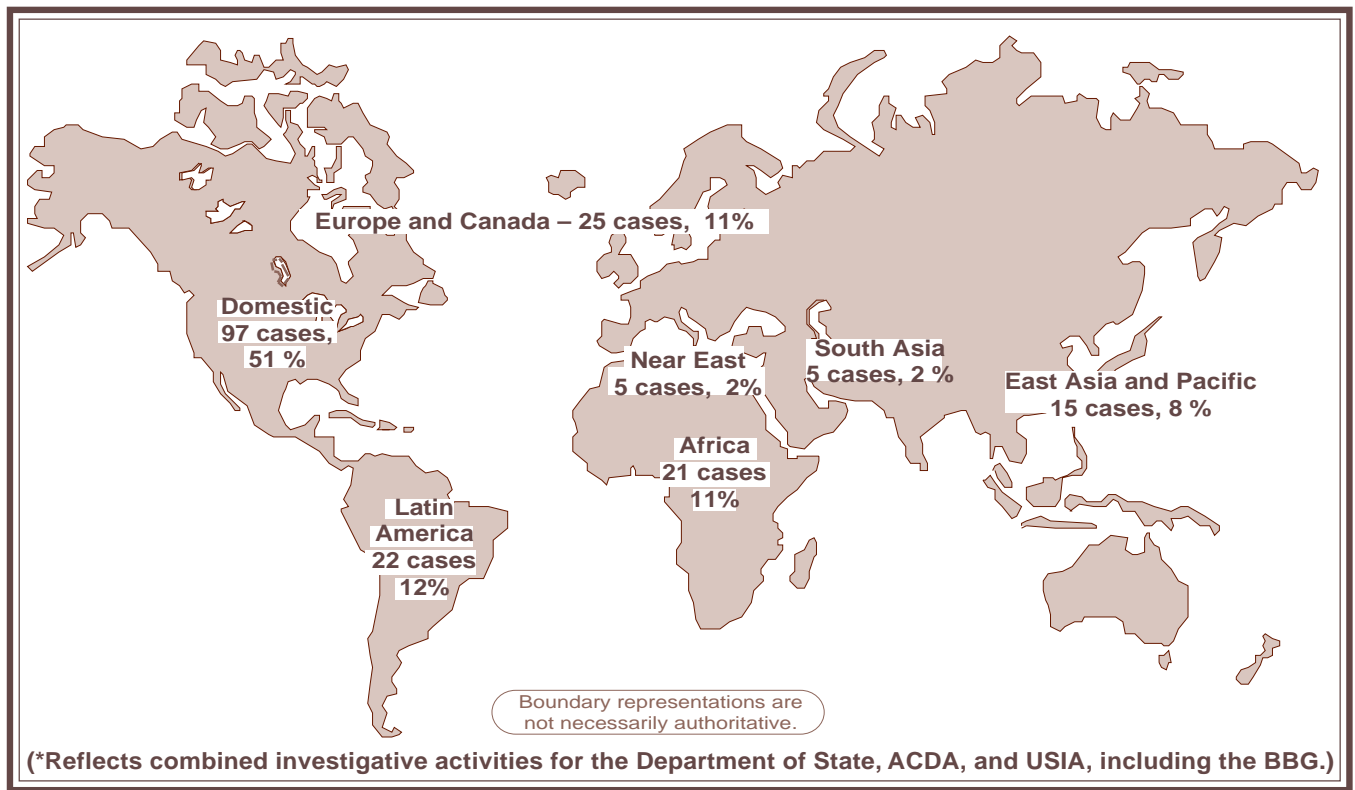 Europe and Canada – 25 cases, 11%
Domestic
97 cases,
51 %
Near East
5 cases, 2%
South Asia
5 cases, 2 %
East Asia and Pacific
15 cases, 8 %
Africa
21 cases
11%
Latin
America
22 cases
12%
Boundary representations are
not necessarily authoritative.
(*Reflects combined investigative activities for the Department of State, ACDA, and USIA, including the BBG.)